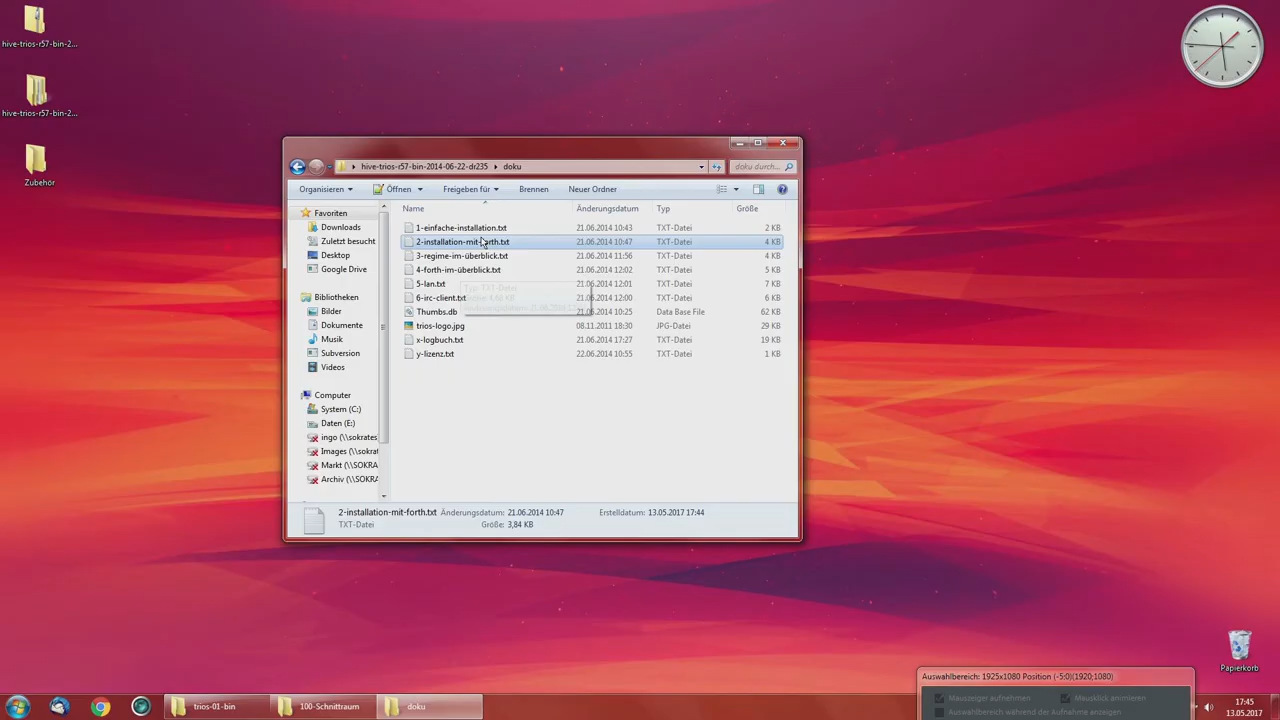 hive-trios-r57-bin-2...
hive-trios-r57-bin-2...
Zubehör
hive-trios-r57-bin-2014-06-22-dr235 doku
doku durch...
Organisieren Öffnen Freigeben für Brennen Neuer Ordner
Favoriten
Downloads
Zuletzt besucht
Desktop
Google Drive
Bibliotheken
Bilder
Dokumente
Musik
Subversion
Videos
Computer
System (C:)
Daten (E:)
ingo (\\sokrates
Images (\\sokrat
Markt (\\SOKRA
Archiv (\\SOKRA
Name Änderungsdatum Typ Größe
1-einfache-installation.txt 21.06.2014 10:43 TXT-Datei 2 KB
2-installation-mit-forth.txt 21.06.2014 10:47 TXT-Datei 4 KB
3-regime-im-überblick.txt 21.06.2014 11:56 TXT-Datei 4 KB
4-forth-im-überblick.txt 21.06.2014 12:02 TXT-Datei 5 KB
5-lan.txt 21.06.2014 12:01 TXT-Datei 7 KB
6-irc-client.txt 21.06.2014 12:00 TXT-Datei 6 KB
Thumbs.db 21.06.2014 10:25 Data Base File 62 KB
trios-logo.jpg 08.11.2011 18:30 JPG-Datei 29 KB
x-logbuch.txt 21.06.2014 17:27 TXT-Datei 19 KB
y-lizenz.txt 22.06.2014 10:55 TXT-Datei 1 KB
Typ: TXT-Datei
2-installation-mit-forth.txt Änderungsdatum: 21.06.2014 10:47 Erstelldatum: 13.05.2017 17:44
TXT-Datei Größe: 3,84 KB
Papierkorb
Auswahlbereich: 1925x1080 Position (-5;0)(1920;1080)
Mauszeiger aufnehmen Mausklick animieren
Auswahlbereich während der Aufnahme anzeigen
trios-01-bin 100-Schnittraum doku
17:45
13.05.2017